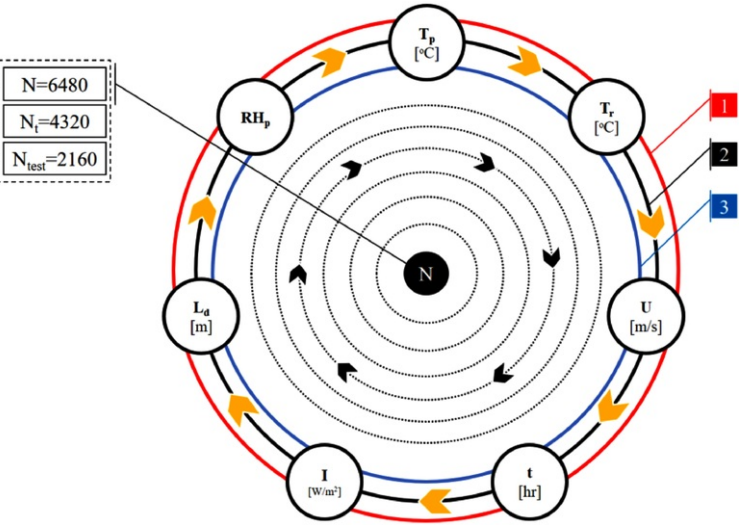 N=6480
Nt=4320
Ntest=2160
Tp
[°C]
Tr
[°C]
U
[m/s]
t
[hr]
I
[W/m²]
Ld
[m]
RHp
N
1
2
3